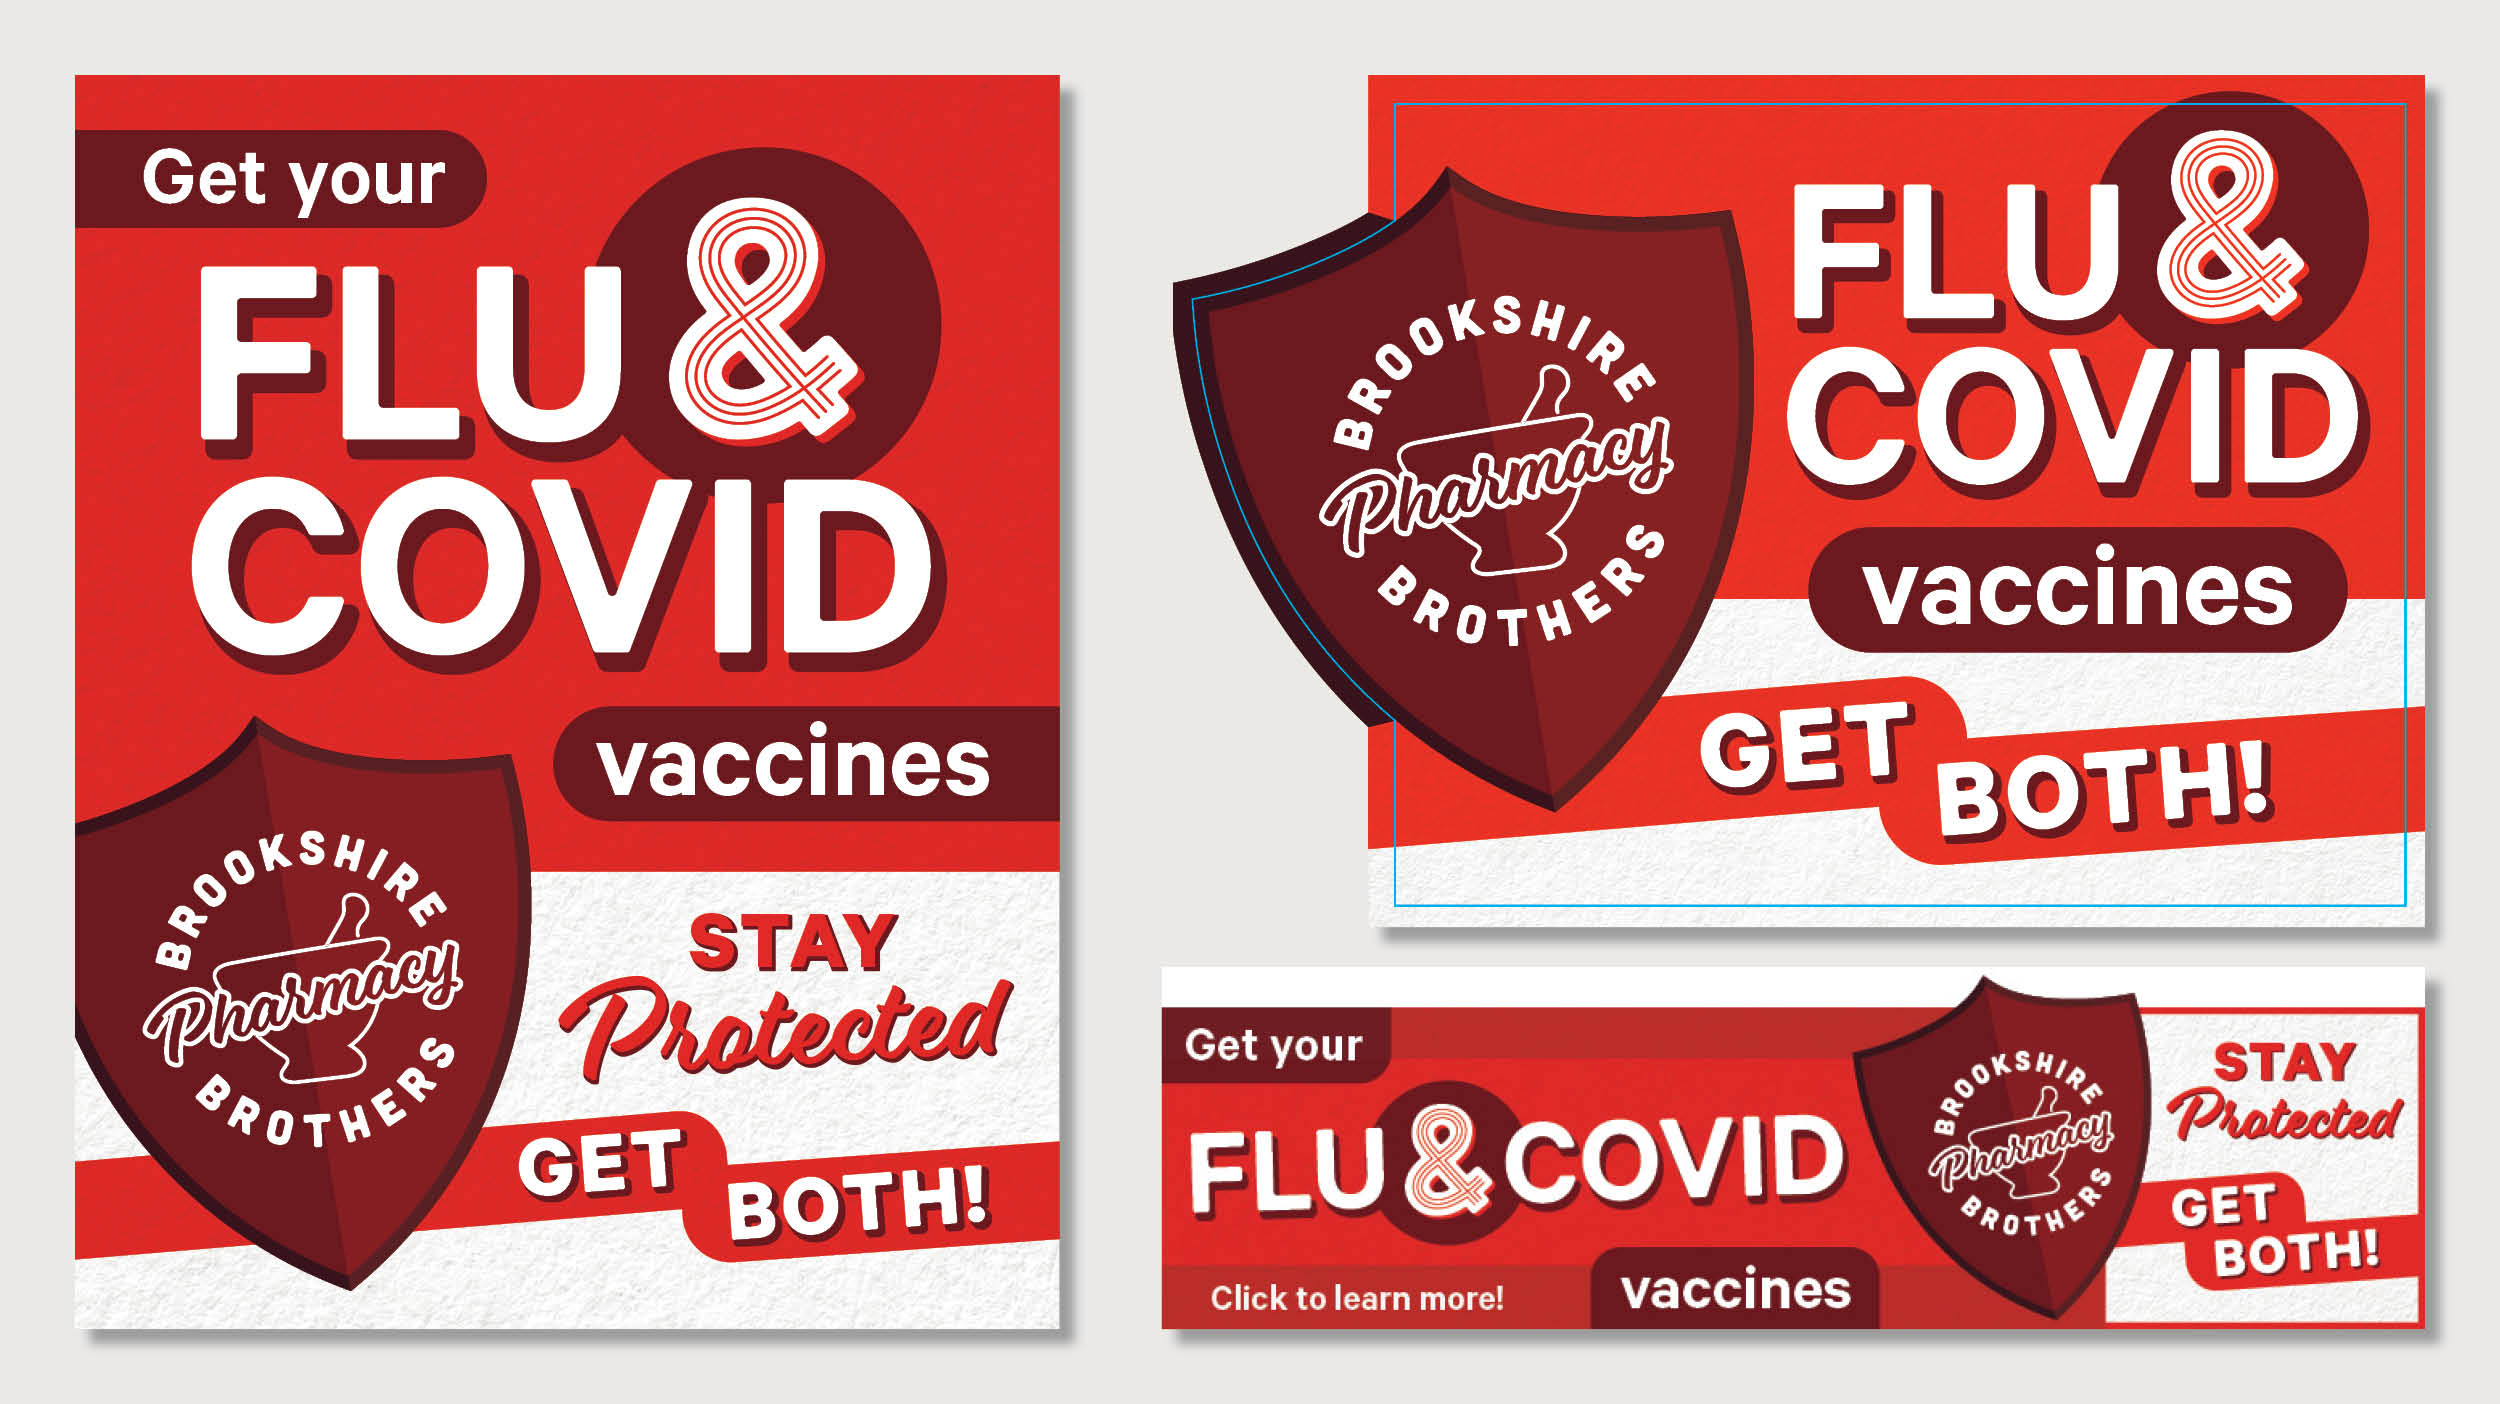 Get your
FLU &
COVID
vaccines
BROOKSHIRE
Pharmacy
BROTHERS
STAY
Protected
GET
BOTH!
FLU &
COVID
vaccines
BROOKSHIRE
Pharmacy
BROTHERS
GET
BOTH!
Get your
FLU & COVID
vaccines
Click to learn more!
BROOKSHIRE
Pharmacy
BROTHERS
STAY
Protected
GET
BOTH!